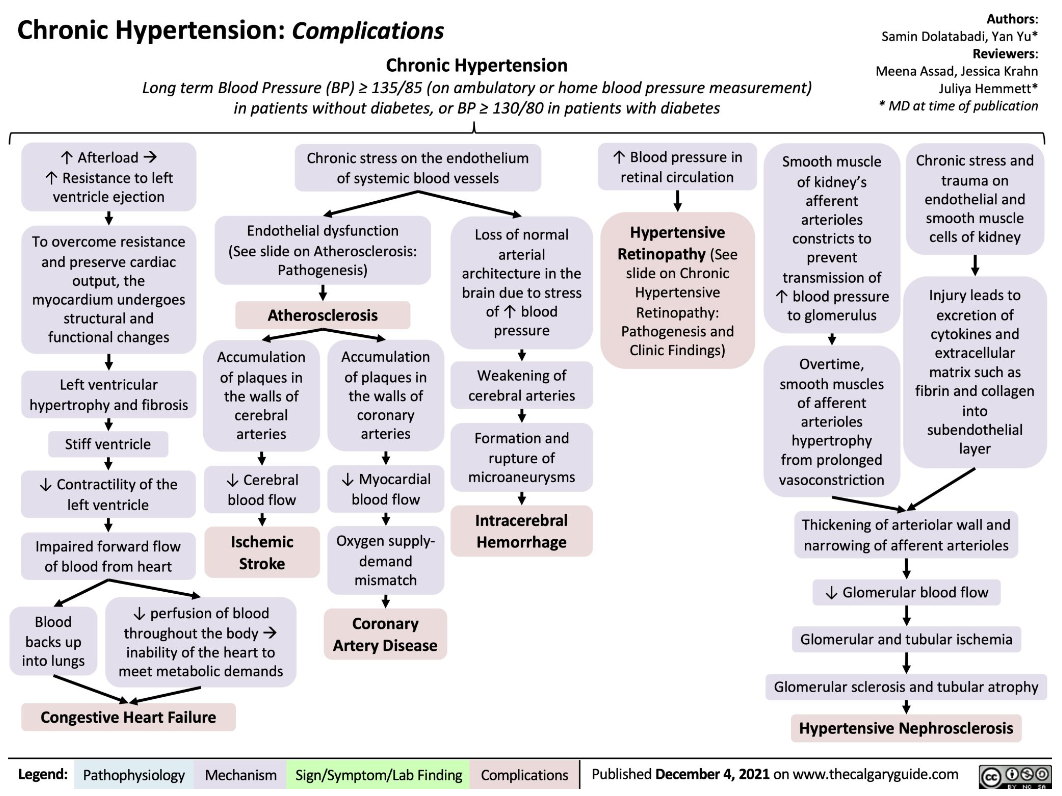 Chronic Hypertension: Complications
Authors:
Samin Dolatabadi, Yan Yu*
Reviewers:
Meena Assad, Jessica Krahn
Juliya Hemmett*
* MD at time of publication
Chronic Hypertension
Long term Blood Pressure (BP) ≥ 135/85 (on ambulatory or home blood pressure measurement)
in patients without diabetes, or BP ≥ 130/80 in patients with diabetes
↑ Afterload →
↑ Resistance to left
ventricle ejection
To overcome resistance
and preserve cardiac
output, the
myocardium undergoes
structural and
functional changes
Left ventricular
hypertrophy and fibrosis
Stiff ventricle
↓ Contractility of the
left ventricle
Impaired forward flow
of blood from heart
Blood
backs up
into lungs
↓ perfusion of blood
throughout the body →
inability of the heart to
meet metabolic demands
Congestive Heart Failure
Chronic stress on the endothelium
of systemic blood vessels
Endothelial dysfunction
(See slide on Atherosclerosis:
Pathogenesis)
Atherosclerosis
Accumulation
of plaques in
the walls of
cerebral
arteries
↓ Cerebral
blood flow
Ischemic
Stroke
Accumulation
of plaques in
the walls of
coronary
arteries
↓ Myocardial
blood flow
Oxygen supply-
demand
mismatch
Coronary
Artery Disease
Loss of normal
arterial
architecture in the
brain due to stress
of ↑ blood
pressure
Weakening of
cerebral arteries
Formation and
rupture of
microaneurysms
Intracerebral
Hemorrhage
↑ Blood pressure in
retinal circulation
Hypertensive
Retinopathy (See
slide on Chronic
Hypertensive
Retinopathy:
Pathogenesis and
Clinic Findings)
Smooth muscle
of kidney's
afferent
arterioles
constricts to
prevent
transmission of
↑ blood pressure
to glomerulus
Overtime,
smooth muscles
of afferent
arterioles
hypertrophy
from prolonged
vasoconstriction
Chronic stress and
trauma on
endothelial and
smooth muscle
cells of kidney
Injury leads to
excretion of
cytokines and
extracellular
matrix such as
fibrin and collagen
into
subendothelial
layer
Thickening of arteriolar wall and
narrowing of afferent arterioles
↓ Glomerular blood flow
Glomerular and tubular ischemia
Glomerular sclerosis and tubular atrophy
Hypertensive Nephrosclerosis
Legend: Pathophysiology Mechanism Sign/Symptom/Lab Finding Complications Published December 4, 2021 on www.thecalgaryguide.com
cc BY NC SA